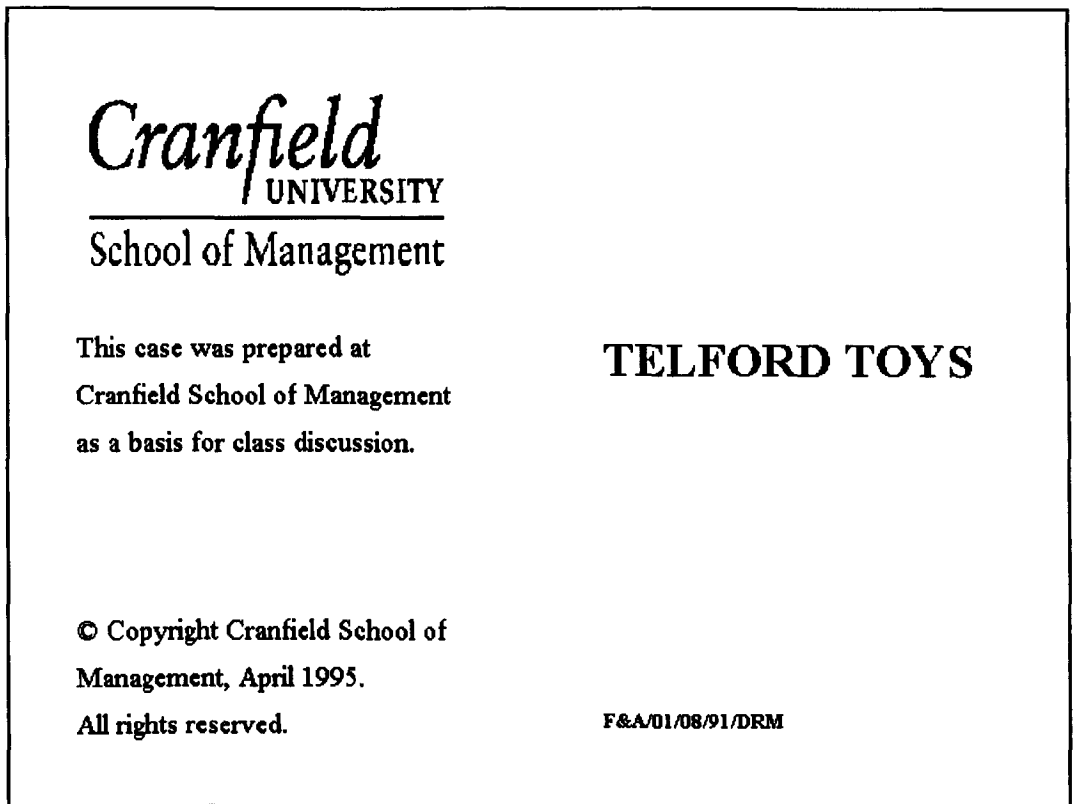 Cranfield
UNIVERSITY
School of Management
This case was prepared at
Cranfield School of Management
as a basis for class discussion.
TELFORD TOYS
© Copyright Cranfield School of
Management, April 1995.
All rights reserved.
F&A/01/08/91/DRM